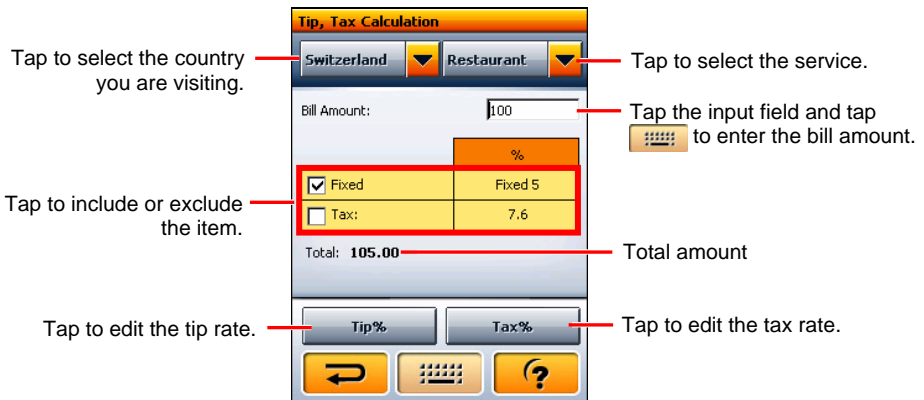 Tip, Tax Calculation
Tap to select the country
you are visiting.
Switzerland
Restaurant
Tap to select the service.
Bill Amount:
100
Tap the input field and tap
to enter the bill amount.
%
Tap to include or exclude
the item.
Fixed
Fixed 5
Tax:
7.6
Total: 105.00
Total amount
Tap to edit the tip rate.
Tip%
Tax%
Tap to edit the tax rate.
?